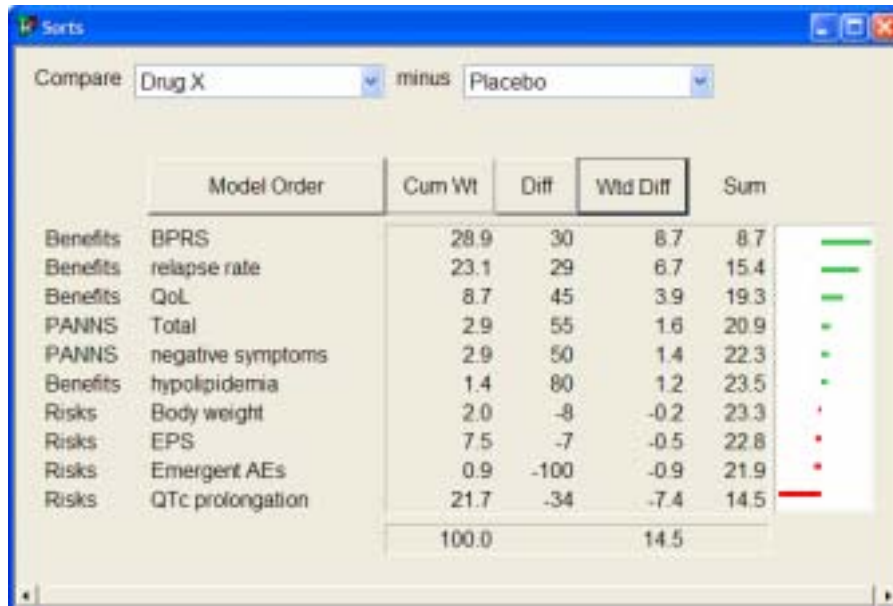 Sorts
Compare Drug X minus Placebo
Model Order Cum Wt Diff Wtd Diff Sum
Benefits BPRS 28.9 30 8.7 8.7
Benefits relapse rate 23.1 29 6.7 15.4
Benefits QoL 8.7 45 3.9 19.3
PANNS Total 2.9 55 1.6 20.9
PANNS negative symptoms 2.9 50 1.4 22.3
Benefits hypolipidemia 1.4 80 1.2 23.5
Risks Body weight 2.0 -8 -0.2 23.3
Risks EPS 7.5 -7 -0.5 22.8
Risks Emergent AEs 0.9 -100 -0.9 21.9
Risks QTc prolongation 21.7 -34 -7.4 14.5
100.0 14.5